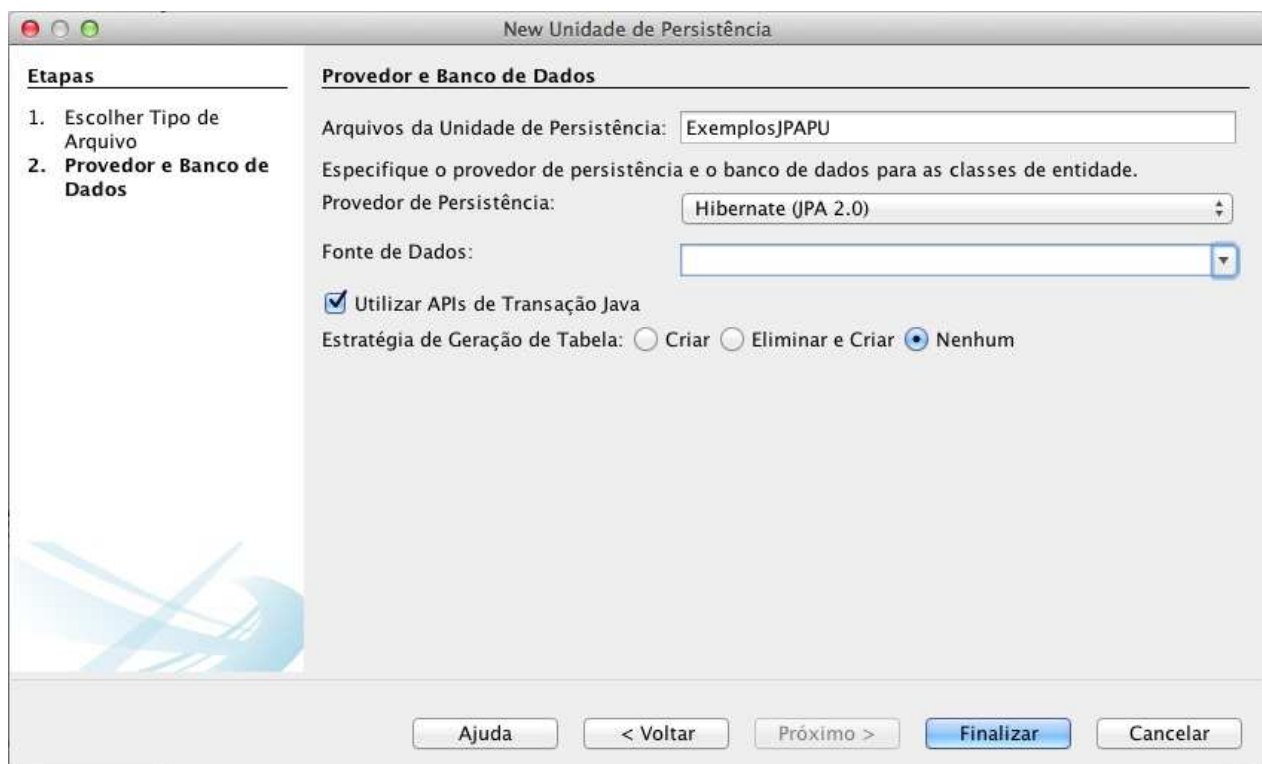 New Unidade de Persistência
Etapas
1. Escolher Tipo de
Arquivo
2. Provedor e Banco de
Dados
Provedor e Banco de Dados
Arquivos da Unidade de Persistência: ExemplosJPAPU
Especifique o provedor de persistência e o banco de dados para as classes de entidade.
Provedor de Persistência: Hibernate (JPA 2.0)
Fonte de Dados:
Utilizar APIs de Transação Java
Estratégia de Geração de Tabela: Criar Eliminar e Criar Nenhum
Ajuda < Voltar Próximo > Finalizar Cancelar